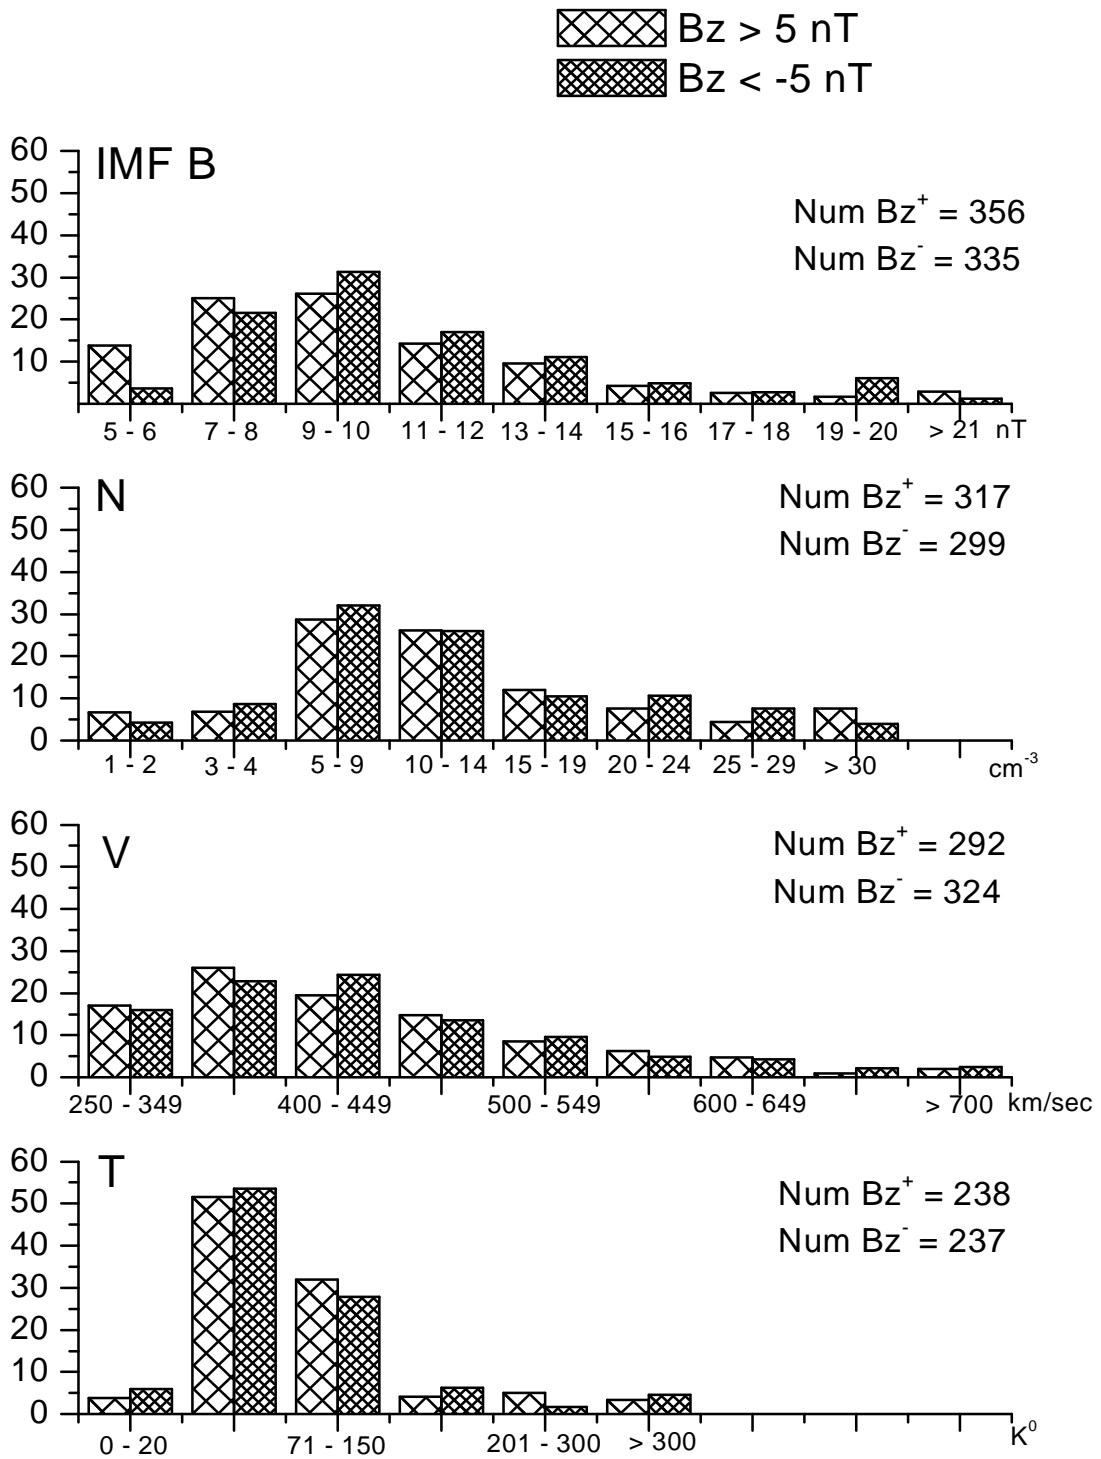 Bz > 5 nT
Bz < -5 nT
IMF B
Num Bz⁺ = 356
Num Bz⁻ = 335
60
50
40
30
20
10
5 - 6 7 - 8 9 - 10 11 - 12 13 - 14 15 - 16 17 - 18 19 - 20 > 21 nT
N
Num Bz⁺ = 317
Num Bz⁻ = 299
60
50
40
30
20
10
0
1 - 2 3 - 4 5 - 9 10 - 14 15 - 19 20 - 24 25 - 29 > 30 cm⁻³
V
Num Bz⁺ = 292
Num Bz⁻ = 324
60
50
40
30
20
10
0
250 - 349 400 - 449 500 - 549 600 - 649 > 700 km/sec
T
Num Bz⁺ = 238
Num Bz⁻ = 237
60
50
40
30
20
10
0
0 - 20 71 - 150 201 - 300 > 300 K⁰